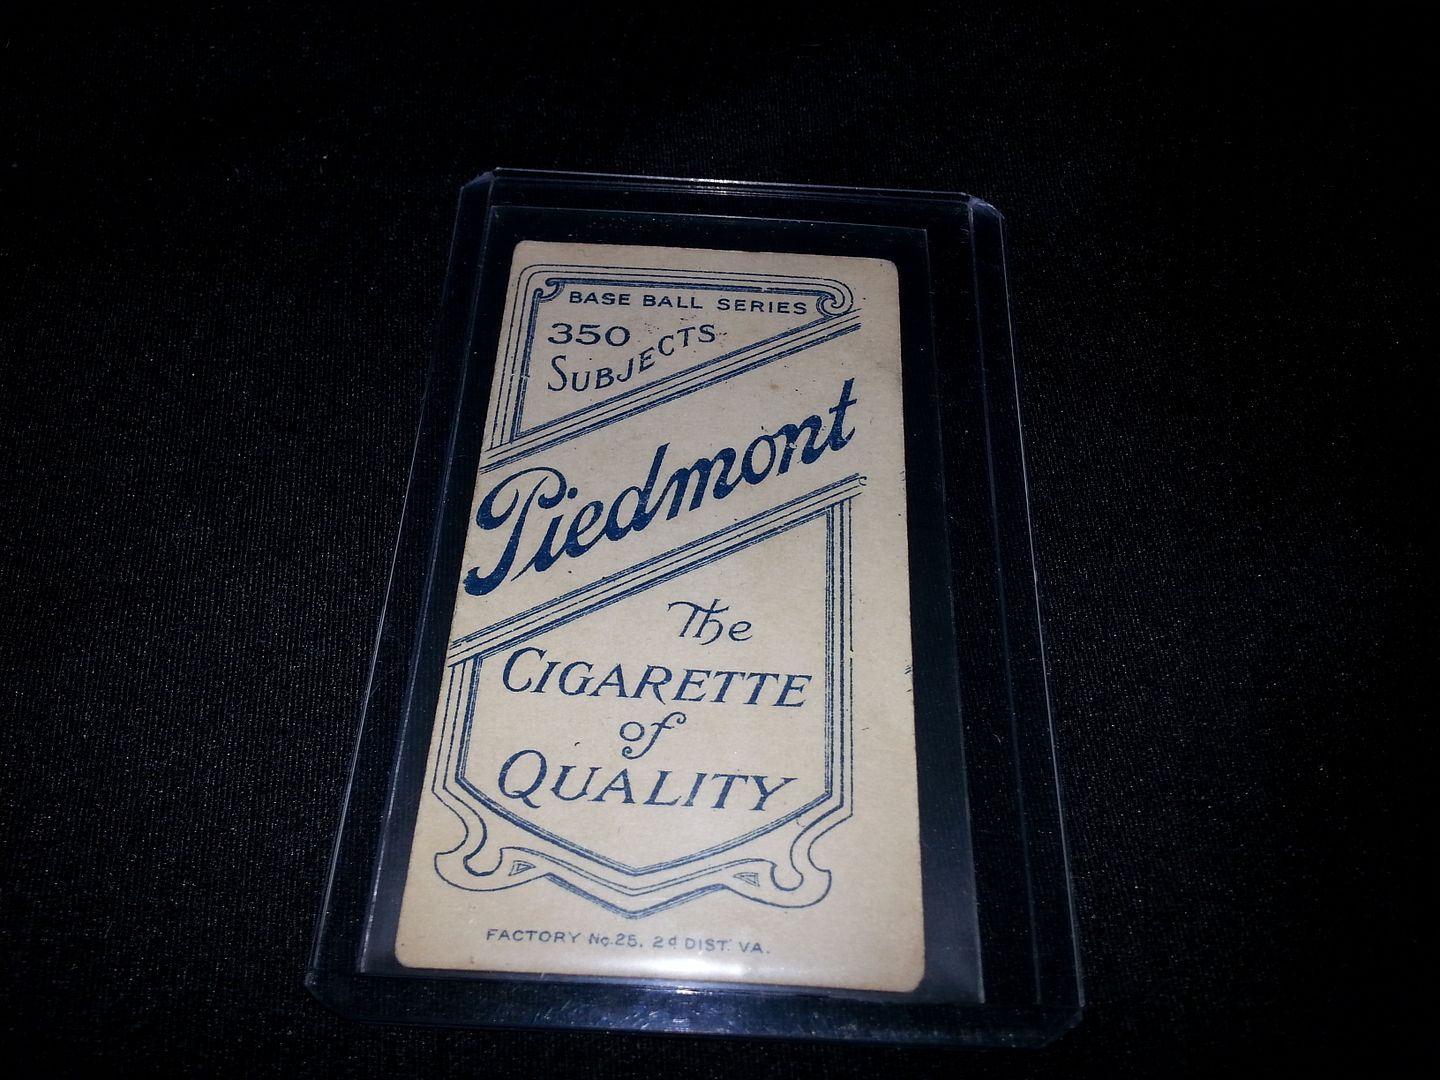 BASE BALL SERIES
350
SUBJECTS
Piedmont
The
CIGARETTE
of
QUALITY
FACTORY No. 25, 2d DIST. VA.